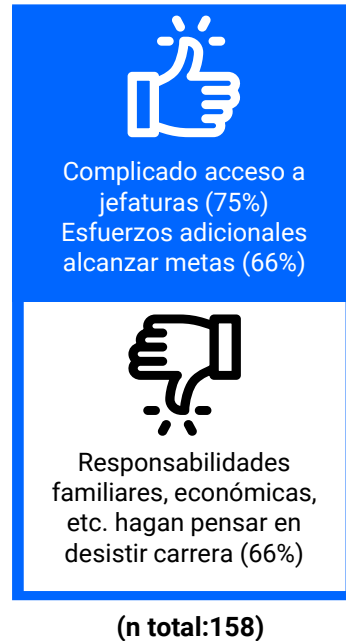 Complicado acceso a
jefaturas (75%)
Esfuerzos adicionales
alcanzar metas (66%)
Responsabilidades
familiares, económicas,
etc. hagan pensar en
desistir carrera (66%)
(n total:158)